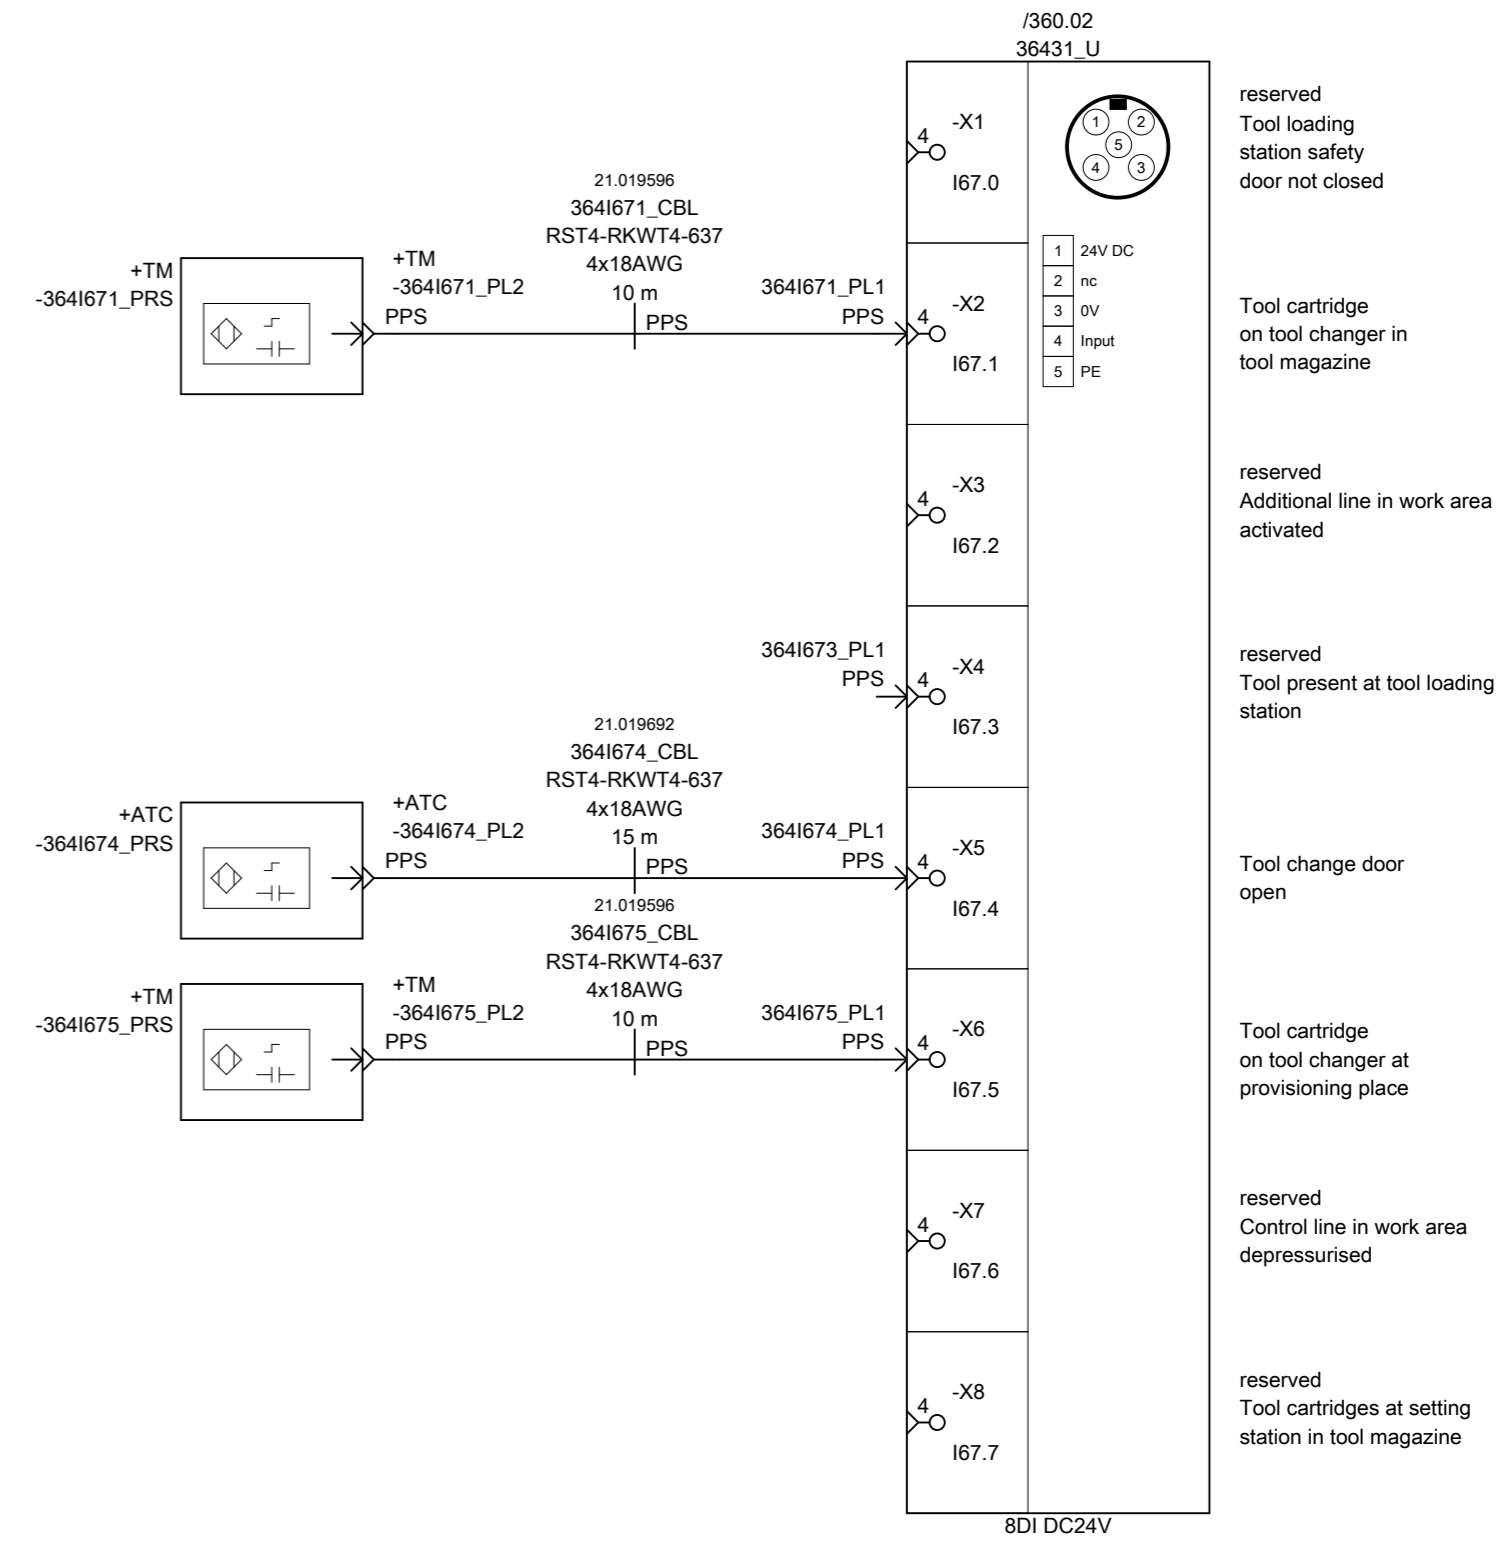 /360.02
36431_U
-X1
4
I67.0
1
2
5
4
3
reserved
Tool loading
station safety
door not closed
1 24V DC
2 nc
3 0V
4 Input
5 PE
+TM
-364I671_PRS
+TM
-364I671_PL2
PPS
21.019596
364I671_CBL
RST4-RKWT4-637
4x18AWG
10 m
PPS
364I671_PL1
PPS
4
-X2
I67.1
Tool cartridge
on tool changer in
tool magazine
4
-X3
I67.2
reserved
Additional line in work area
activated
364I673_PL1
PPS
4
-X4
I67.3
reserved
Tool present at tool loading
station
+ATC
-364I674_PRS
+ATC
-364I674_PL2
PPS
21.019692
364I674_CBL
RST4-RKWT4-637
4x18AWG
15 m
PPS
364I674_PL1
PPS
4
-X5
I67.4
Tool change door
open
+TM
-364I675_PRS
+TM
-364I675_PL2
PPS
21.019596
364I675_CBL
RST4-RKWT4-637
4x18AWG
10 m
PPS
364I675_PL1
PPS
4
-X6
I67.5
Tool cartridge
on tool changer at
provisioning place
4
-X7
I67.6
reserved
Control line in work area
depressurised
4
-X8
I67.7
reserved
Tool cartridges at setting
station in tool magazine
8DI DC24V